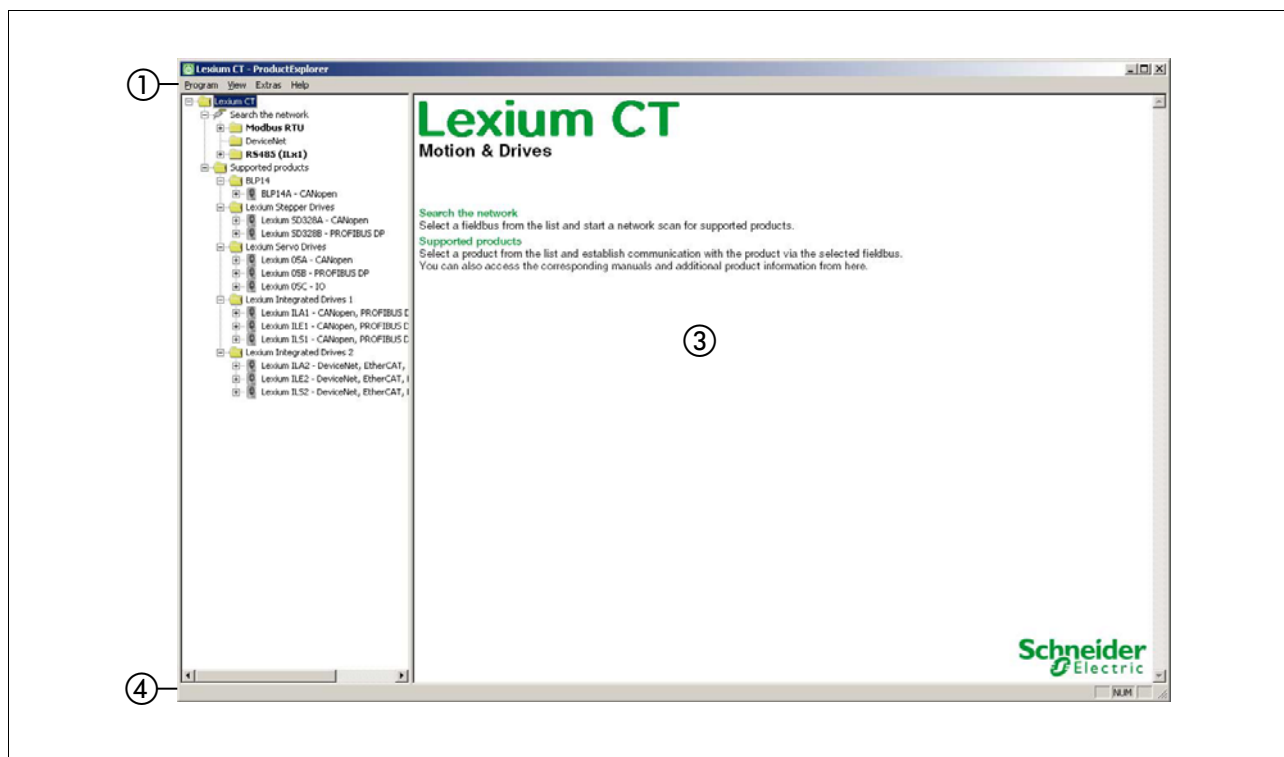 ①
Lexium CT - ProductExplorer
Program View Extras Help
Lexium CT
Search the network
Modbus RTU
DeviceNet
RS485 (ILx1)
Supported products
BLP14
BLP14A - CANopen
Lexium Stepper Drives
Lexium SD328A - CANopen
Lexium SD328B - PROFIBUS DP
Lexium Servo Drives
Lexium 05A - CANopen
Lexium 05B - PROFIBUS DP
Lexium 05C - IO
Lexium Integrated Drives 1
Lexium ILA1 - CANopen, PROFIBUS D
Lexium ILE1 - CANopen, PROFIBUS D
Lexium ILS1 - CANopen, PROFIBUS D
Lexium Integrated Drives 2
Lexium ILA2 - DeviceNet, EtherCAT,
Lexium ILE2 - DeviceNet, EtherCAT,
Lexium ILS2 - DeviceNet, EtherCAT,
Lexium CT
Motion & Drives
Search the network
Select a fieldbus from the list and start a network scan for supported products.
Supported products
Select a product from the list and establish communication with the product via the selected fieldbus.
You can also access the corresponding manuals and additional product information from here.
③
Schneider
Electric
④
NUM